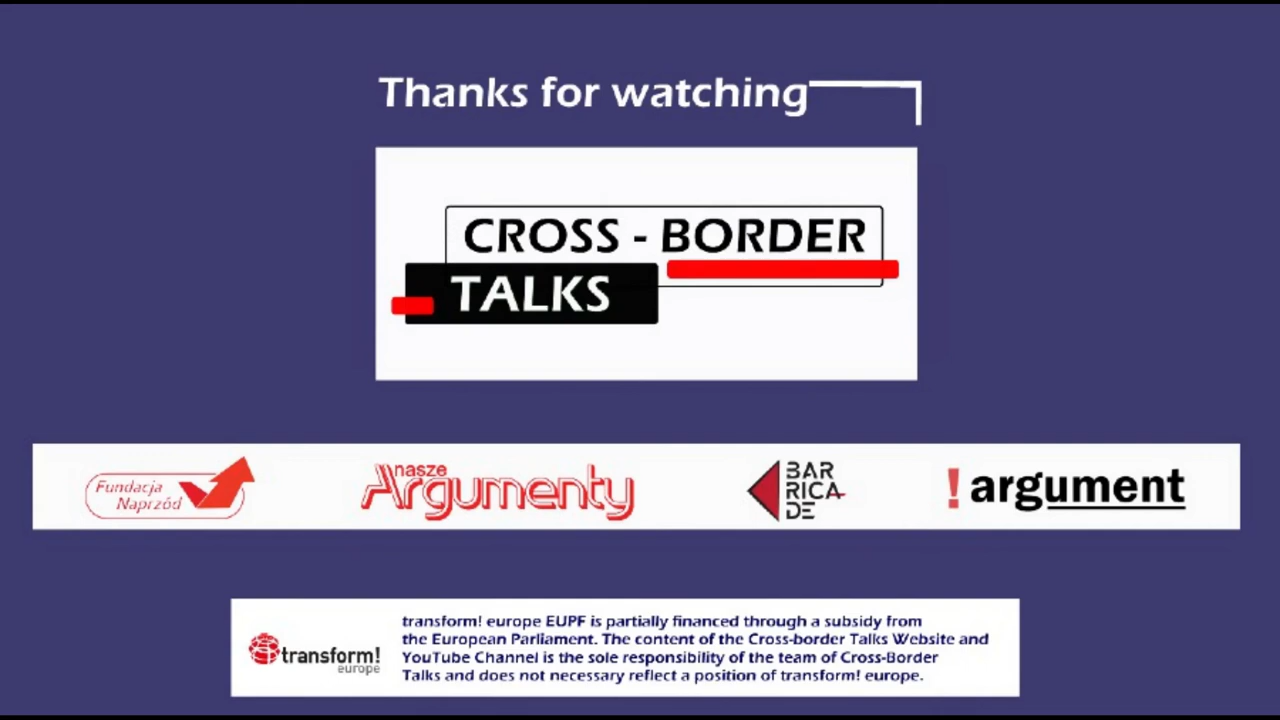 Thanks for watching
CROSS - BORDER
TALKS
Fundacja
Naprzód
nasze
Argumenty
BAR
RICA
DE
! argument
transform!
europe
transform! europe EUPF is partially financed through a subsidy from
the European Parliament. The content of the Cross-border Talks Website and
YouTube Channel is the sole responsibility of the team of Cross-Border
Talks and does not necessary reflect a position of transform! europe.